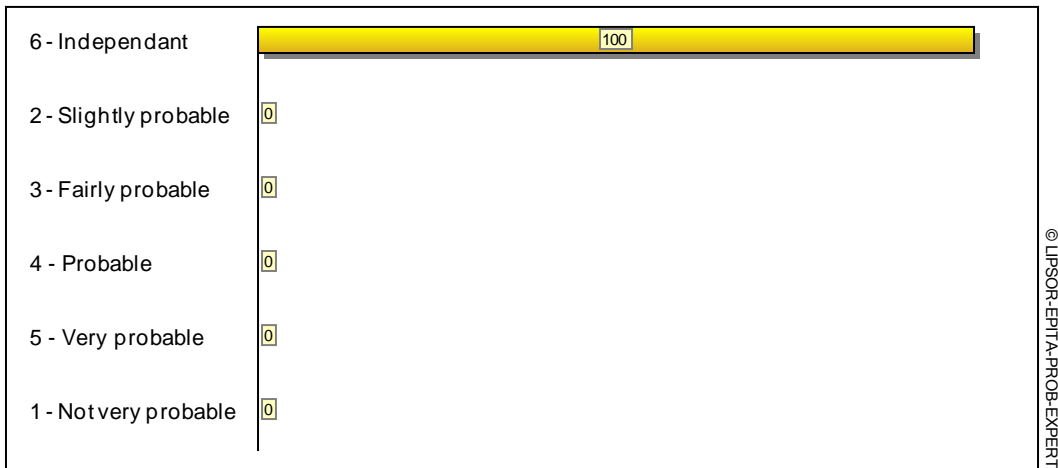 6 - Independant 100
2 - Slightly probable 0
3 - Fairly probable 0
4 - Probable 0
5 - Very probable 0
1 - Not very probable 0
© LIPSOR-EPITA-PROB-EXPERT